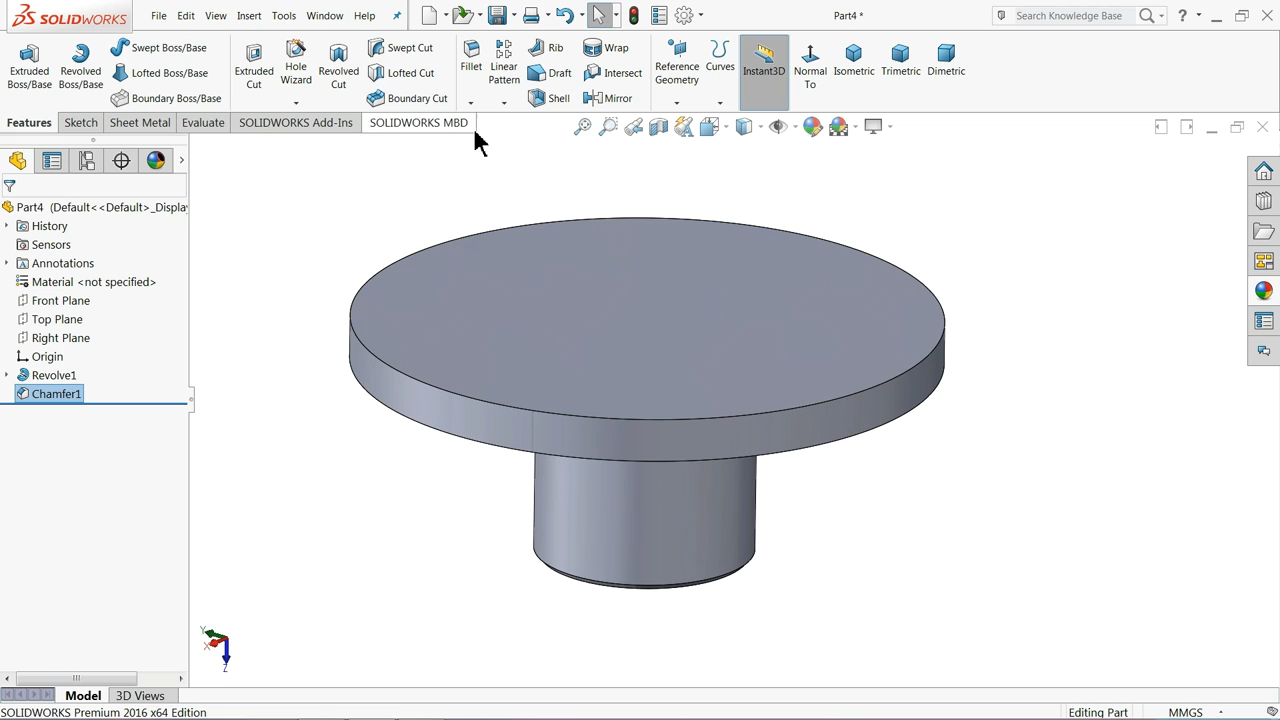 SOLIDWORKS File Edit View Insert Tools Window Help Part4 * Search Knowledge Base ?
Extruded Boss/Base
Revolved Boss/Base
Swept Boss/Base
Lofted Boss/Base
Boundary Boss/Base
Extruded Cut
Hole Wizard
Revolved Cut
Swept Cut
Lofted Cut
Boundary Cut
Fillet
Linear Pattern
Rib
Draft
Shell
Wrap
Intersect
Mirror
Reference Geometry
Curves
Instant3D
Normal To
Isometric
Trimetric
Dimetric
Features Sketch Sheet Metal Evaluate SOLIDWORKS Add-Ins SOLIDWORKS MBD
Part4 (Default<<Default>_Displa
History
Sensors
Annotations
Material <not specified>
Front Plane
Top Plane
Right Plane
Origin
Revolve1
Chamfer1
Y
X
Z
Model 3D Views
SOLIDWORKS Premium 2016 x64 Edition Editing Part MMGS